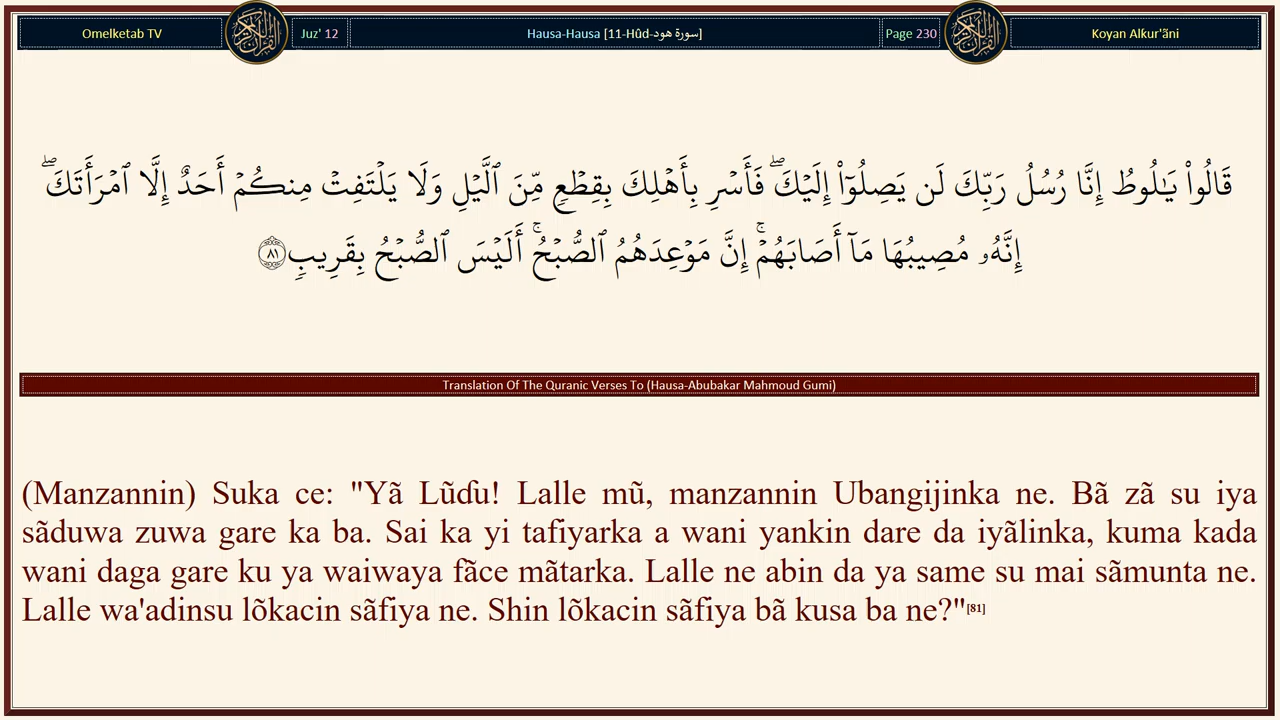 Omelketab TV
Juz' 12
Hausa-Hausa [11-Hûd-سورة هود]
Page 230
Koyan Alƙur'ãni
قَالُوا۟ يَـٰلُوطُ إِنَّا رُسُلُ رَبِّكَ لَن يَصِلُوٓا۟ إِلَيْكَ ۖ فَأَسْرِ بِأَهْلِكَ بِقِطْعٍ مِّنَ ٱلَّيْلِ وَلَا يَلْتَفِتْ مِنكُمْ أَحَدٌ إِلَّا ٱمْرَأَتَكَ ۖ
إِنَّهُۥ مُصِيبُهَا مَآ أَصَابَهُمْ ۚ إِنَّ مَوْعِدَهُمُ ٱلصُّبْحُ ۚ أَلَيْسَ ٱلصُّبْحُ بِقَرِيبٍ ٨١
Translation Of The Quranic Verses To (Hausa-Abubakar Mahmoud Gumi)
(Manzannin) Suka ce: "Yã Lũɗu! Lalle mũ, manzannin Ubangijinka ne. Bã zã su iya
sãduwa zuwa gare ka ba. Sai ka yi tafiyarka a wani yankin dare da iyãlinka, kuma kada
wani daga gare ku ya waiwaya fãce mãtarka. Lalle ne abin da ya same su mai sãmunta ne.
Lalle wa'adinsu lõkacin sãfiya ne. Shin lõkacin sãfiya bã kusa ba ne?"[81]